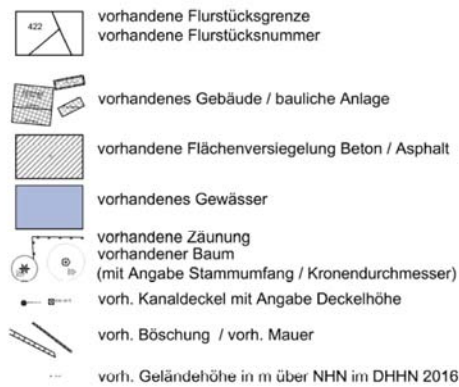 422
vorhandene Flurstücksgrenze
vorhandene Flurstücksnummer
vorhandenes Gebäude / bauliche Anlage
vorhandene Flächenversiegelung Beton / Asphalt
vorhandenes Gewässer
vorhandene Zäunung
vorhandener Baum
(mit Angabe Stammumfang / Kronendurchmesser)
vorh. Kanaldeckel mit Angabe Deckelhöhe
vorh. Böschung / vorh. Mauer
vorh. Geländehöhe in m über NHN im DHHN 2016